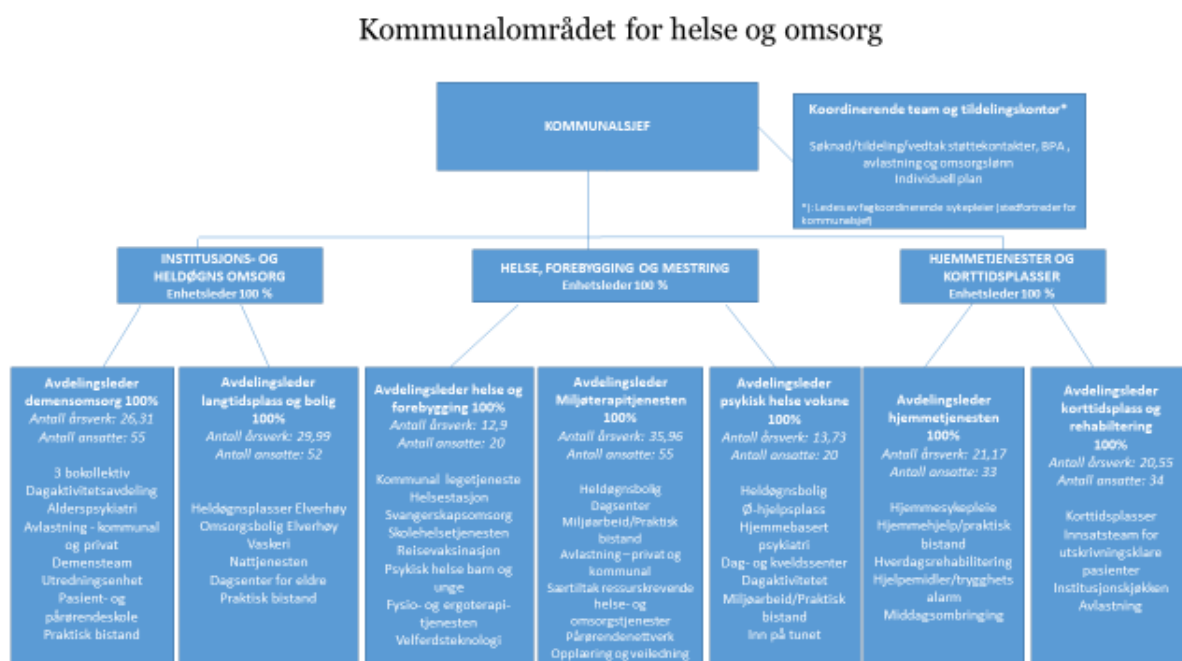 Kommunalområdet for helse og omsorg
KOMMUNALSJEF
Koordinerende team og tildelingskontor*
Søknad/tildeling/vedtak støttekontakter, BPA ,
avlastning og omsorgslønn
Individuell plan
*): Ledes av fagkoordinerende sykepleier (stedfortreder for
kommunalsjef)
INSTITUSJONS- OG
HELDØGNS OMSORG
Enhetsleder 100 %
HELSE, FOREBYGGING OG MESTRING
Enhetsleder 100 %
HJEMMETJENESTER OG
KORTTIDSPLASSER
Enhetsleder 100 %
Avdelingsleder
demensomsorg 100%
Antall årsverk: 26,31
Antall ansatte: 55
3 bokollektiv
Dagaktivitetsavdeling
Alderspsykiatri
Avlastning - kommunal
og privat
Demensteam
Utredningsenhet
Pasient- og
pårørendeskole
Praktisk bistand
Avdelingsleder
langtidsplass og bolig
100%
Antall årsverk: 29,99
Antall ansatte: 52
Heldøgnsplasser Elverhøy
Omsorgsbolig Elverhøy
Vaskeri
Nattjenesten
Dagsenter for eldre
Praktisk bistand
Avdelingsleder helse og
forebygging 100%
Antall årsverk: 12,9
Antall ansatte: 20
Kommunal legetjeneste
Helsestasjon
Svangerskapsomsorg
Skolehelsetjenesten
Reisevaksinasjon
Psykisk helse barn og
unge
Fysio- og ergoterapi-
tjenesten
Velferdsteknologi
Avdelingsleder
Miljøterapitjenesten
100%
Antall årsverk: 35,96
Antall ansatte: 55
Heldøgnsbolig
Dagsenter
Miljøarbeid/Praktisk
bistand
Avlastning – privat og
kommunal
Særtiltak ressurskrevende
helse- og
omsorgstjenester
Pårørendenettverk
Opplæring og veiledning
Avdelingsleder
psykisk helse voksne
100%
Antall årsverk: 13,73
Antall ansatte: 20
Heldøgnsbolig
Ø-hjelpsplass
Hjemmebasert
psykiatri
Dag- og kveldssenter
Dagaktivitetet
Miljøarbeid/Praktisk
bistand
Inn på tunet
Avdelingsleder
hjemmetjenesten
100%
Antall årsverk: 21,17
Antall ansatte: 33
Hjemmesykepleie
Hjemmehjelp/praktisk
bistand
Hverdagsrehabilitering
Hjelpemidler/trygghets
alarm
Middagsombringing
Avdelingsleder
korttidsplass og
rehabiltering
100%
Antall årsverk: 20,55
Antall ansatte: 34
Korttidsplasser
Innsatsteam for
utskrivningsklare
pasienter
Institusjonskjøkken
Avlastning